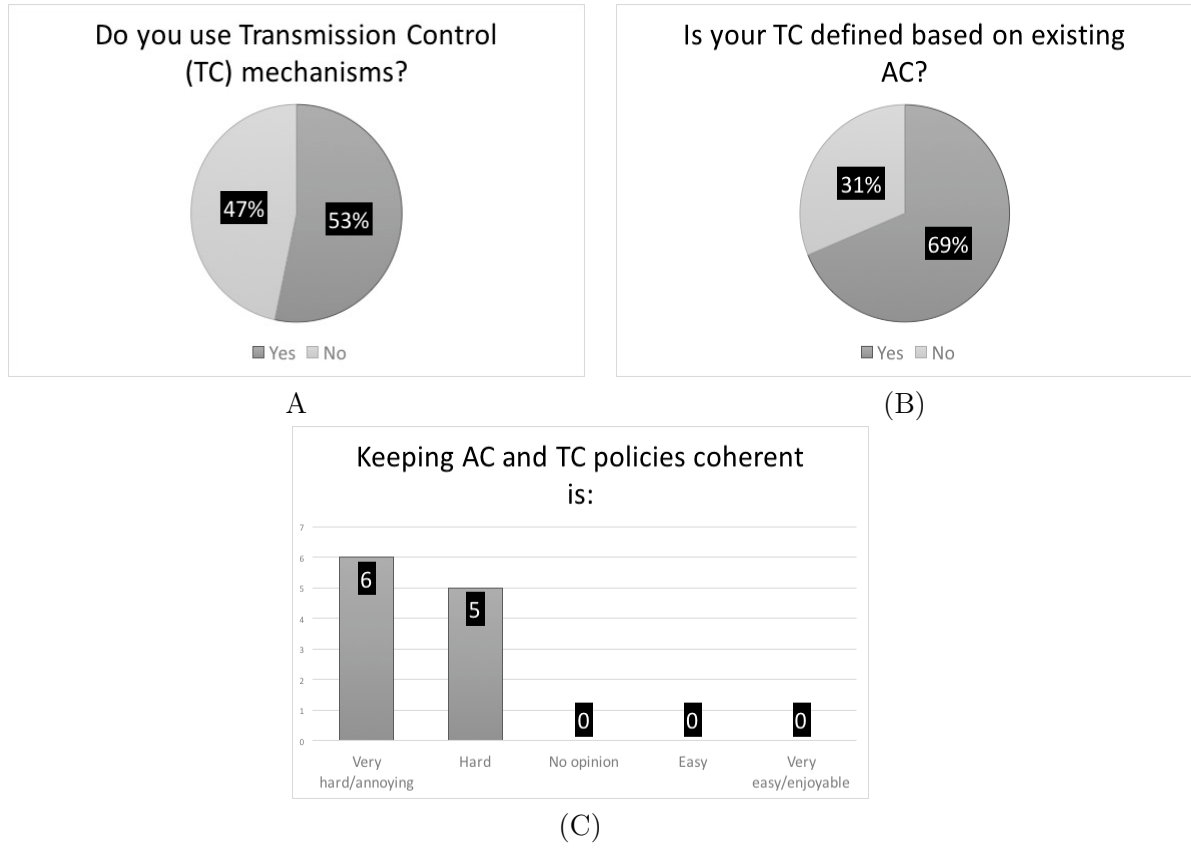 Do you use Transmission Control
(TC) mechanisms?
47%
53%
Yes No
A
Is your TC defined based on existing
AC?
31%
69%
Yes No
(B)
Keeping AC and TC policies coherent
is:
7
6
5
4
3
2
1
0
6
5
0
0
0
Very
hard/annoying
Hard
No opinion
Easy
Very
easy/enjoyable
(C)